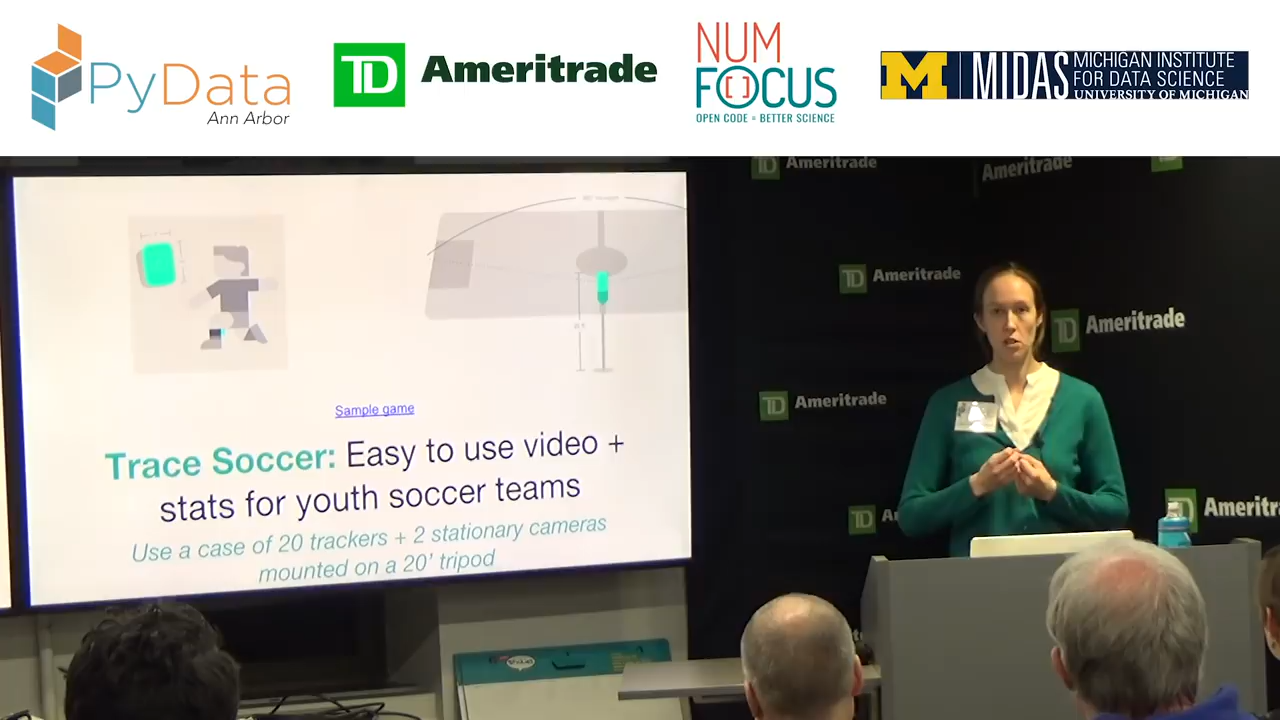 PyData
Ann Arbor
TD Ameritrade
NUM
FOCUS
OPEN CODE = BETTER SCIENCE
M MIDAS
MICHIGAN INSTITUTE
FOR DATA SCIENCE
UNIVERSITY OF MICHIGAN
TD Ameritrade
Ameritrade
TD Ameritrade
TD Ameritrade
TD Ameritrade
TD
TD Ameritr
Sample game
Trace Soccer: Easy to use video +
stats for youth soccer teams
Use a case of 20 trackers + 2 stationary cameras
mounted on a 20' tripod